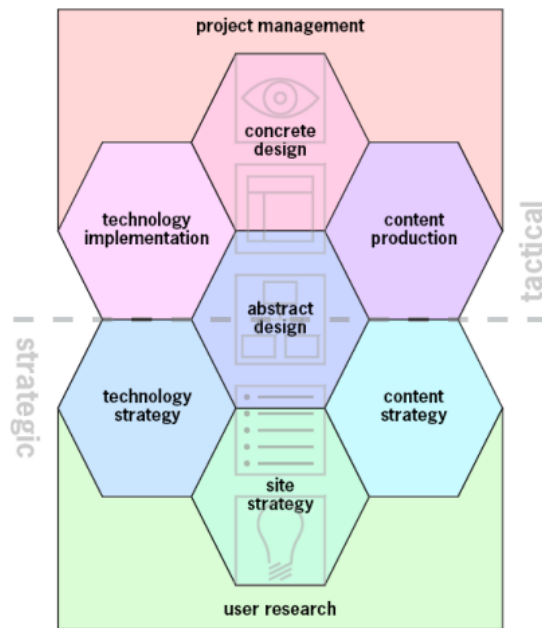 project management
concrete
design
technology
implementation
content
production
tactical
abstract
design
strategic
technology
strategy
content
strategy
site
strategy
user research